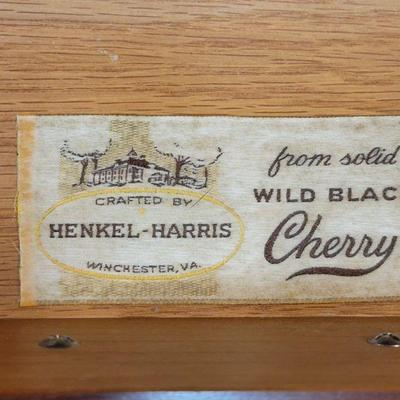 CRAFTED BY
HENKEL-HARRIS
WINCHESTER, VA.
from solid
WILD BLAC
Cherry